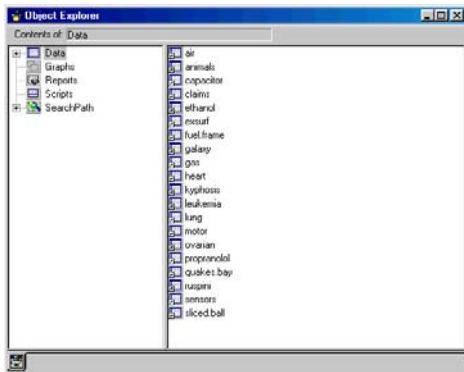 Object Explorer
Contents of: Data
Data
Graphs
Reports
Scripts
SearchPath
air
animals
capacitor
claims
ethanol
exsurf
fuel.frame
galaxy
gas
heart
kyphosis
leukemia
lung
motor
ovarian
propranolol
quakes.bay
ruspini
sensors
sliced.ball